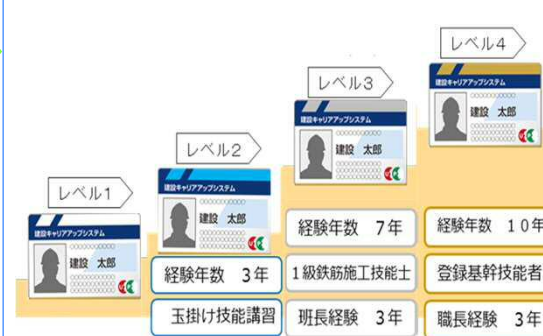 レベル4
建設キャリアアップシステム
建設 太郎
レベル3
建設キャリアアップシステム
建設 太郎
レベル2
建設キャリアアップシステム
建設 太郎
レベル1
建設キャリアアップシステム
建設 太郎
経験年数 3年
玉掛け技能講習
経験年数 7年
1級鉄筋施工技能士
班長経験 3年
経験年数 10年
登録基幹技能者
職長経験 3年